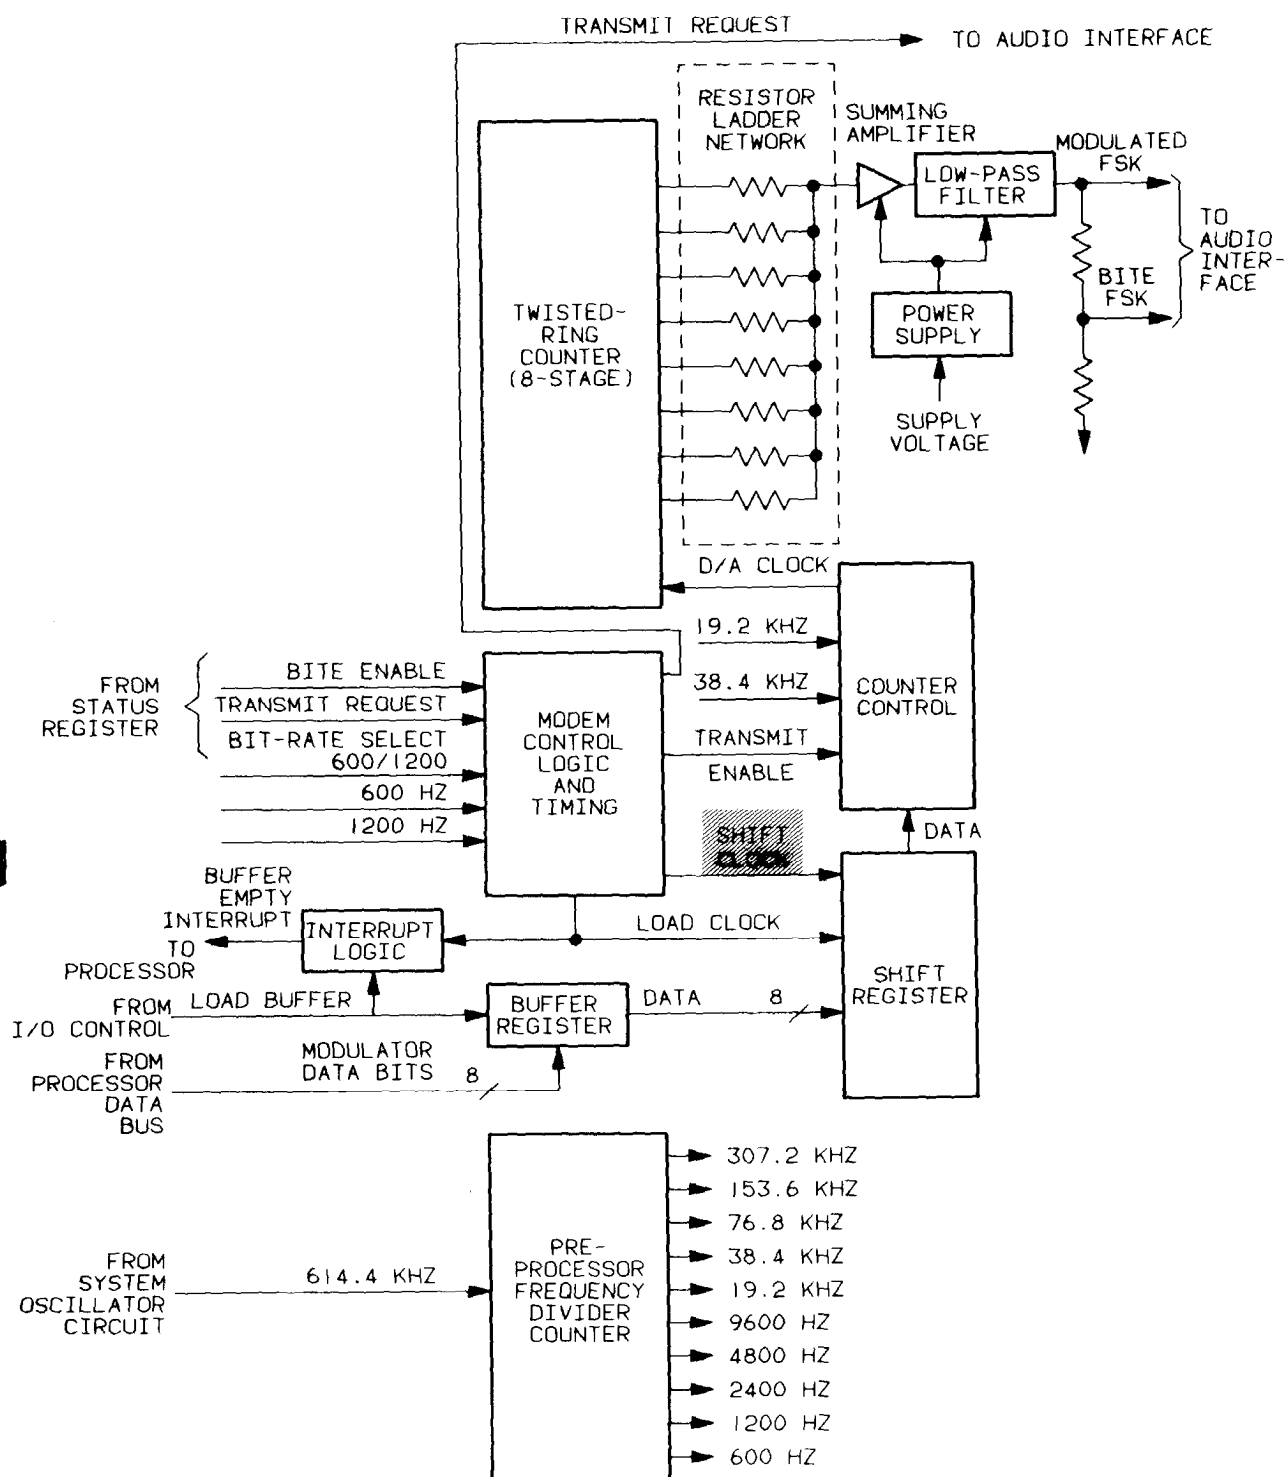 TRANSMIT REQUEST
TO AUDIO INTERFACE
RESISTOR
LADDER
NETWORK
SUMMING
AMPLIFIER
MODULATED
FSK
LOW-PASS
FILTER
TO
AUDIO
INTER-
FACE
BITE
FSK
POWER
SUPPLY
SUPPLY
VOLTAGE
TWISTED-
RING
COUNTER
(8-STAGE)
D/A CLOCK
19.2 KHZ
38.4 KHZ
COUNTER
CONTROL
TRANSMIT
ENABLE
FROM
STATUS
REGISTER
BITE ENABLE
TRANSMIT REQUEST
BIT-RATE SELECT
600/1200
600 HZ
1200 HZ
MODEM
CONTROL
LOGIC
AND
TIMING
SHIFT
CLOCK
DATA
BUFFER
EMPTY
INTERRUPT
TO
PROCESSOR
INTERRUPT
LOGIC
LOAD CLOCK
SHIFT
REGISTER
FROM
I/O CONTROL
LOAD BUFFER
BUFFER
REGISTER
DATA 8
FROM
PROCESSOR
DATA
BUS
MODULATOR
DATA BITS 8
FROM
SYSTEM
OSCILLATOR
CIRCUIT
614.4 KHZ
PRE-
PROCESSOR
FREQUENCY
DIVIDER
COUNTER
307.2 KHZ
153.6 KHZ
76.8 KHZ
38.4 KHZ
19.2 KHZ
9600 HZ
4800 HZ
2400 HZ
1200 HZ
600 HZ